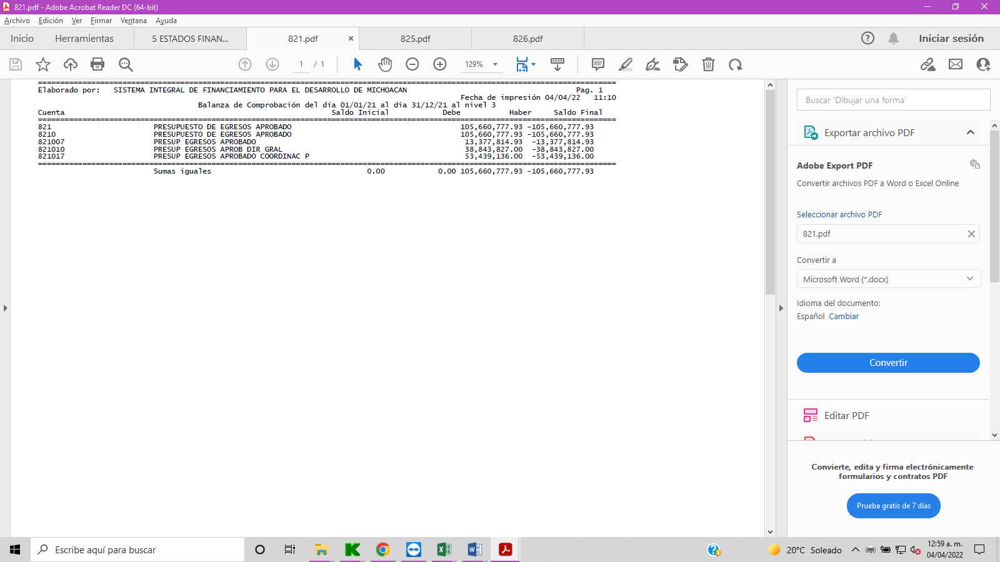 821.pdf - Adobe Acrobat Reader DC (64-bit)
Archivo Edición Ver Firmar Ventana Ayuda
Inicio Herramientas 5 ESTADOS FINAN... 821.pdf × 825.pdf 826.pdf Iniciar sesión
1 / 1 129%
Elaborado por: SISTEMA INTEGRAL DE FINANCIAMIENTO PARA EL DESARROLLO DE MICHOACAN Pag. 1
Fecha de impresión 04/04/22 11:10
Balanza de Comprobación del día 01/01/21 al día 31/12/21 al nivel 3
Cuenta Saldo Inicial Debe Haber Saldo Final
821 PRESUPUESTO DE EGRESOS APROBADO 105,660,777.93 -105,660,777.93
8210 PRESUPUESTO DE EGRESOS APROBADO 105,660,777.93 -105,660,777.93
821007 PRESUP EGRESOS APROBADO 13,377,814.93 -13,377,814.93
821010 PRESUP EGRESOS APROB DIR GRAL 38,843,827.00 -38,843,827.00
821017 PRESUP EGRESOS APROBADO COORDINAC P 53,439,136.00 -53,439,136.00
Sumas iguales 0.00 0.00 105,660,777.93 -105,660,777.93
Buscar 'Dibujar una forma'
Exportar archivo PDF
Adobe Export PDF
Convertir archivos PDF a Word o Excel Online
Seleccionar archivo PDF
821.pdf
Convertir a
Microsoft Word (*.docx)
Idioma del documento:
Español Cambiar
Convertir
Editar PDF
Convierte, edita y firma electrónicamente
formularios y contratos PDF
Prueba gratis de 7 días
Escribe aquí para buscar
20°C Soleado
12:59 a. m.
04/04/2022